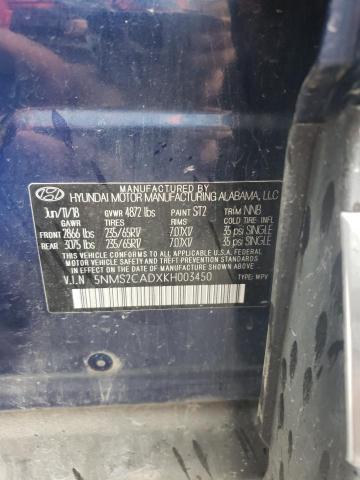 MANUFACTURED BY
HYUNDAI MOTOR MANUFACTURING ALABAMA, LLC
Jun/11/18 GVWR 4872 lbs PAINT ST2 TRIM NNB
GAWR TIRES RIMS COLD TIRE INFL.
FRONT 2866 lbs 235/65R17 7.0JX17 35 psi SINGLE
REAR 3075 lbs 235/65R17 7.0JX17 35 psi SINGLE
THIS VEHICLE CONFORMS TO ALL APPLICABLE U.S.A FEDERAL
MOTOR VEHICLE SAFETY AND THEFT PREVENTION STANDARDS
IN EFFECT ON THE DATE OF MANUFACTURE SHOWN ABOVE.
V.I.N 5NMS2CADXKH003450 TYPE: MPV